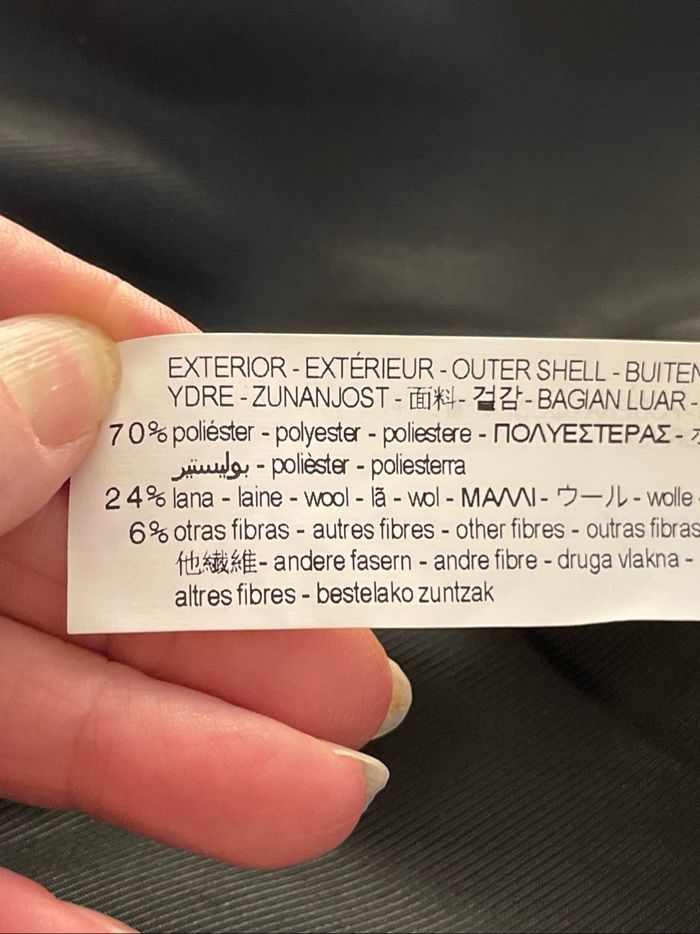 EXTERIOR - EXTÉRIEUR - OUTER SHELL - BUITEN
YDRE - ZUNANJOST - 面料 - 겉감 - BAGIAN LUAR -
70% poliéster - polyester - poliestere - ΠΟΛΥΕΣΤΕΡΑΣ -
بوليستير - polièster - poliesterra
24% lana - laine - wool - lã - wol - ΜΑΛΛΙ - ウール - wolle
6% otras fibras - autres fibres - other fibres - outras fibras
他繊維 - andere fasern - andre fibre - druga vlakna -
altres fibres - bestelako zuntzak